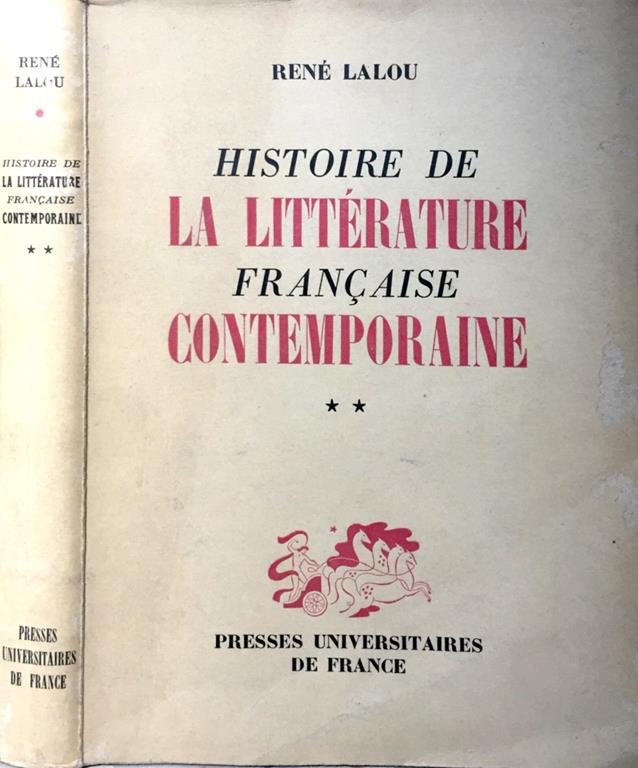 RENÉ
LALOU
HISTOIRE DE
LA LITTÉRATURE
FRANÇAISE
CONTEMPORAINE
★ ★
PRESSES
UNIVERSITAIRES
DE FRANCE
RENÉ LALOU
HISTOIRE DE
LA LITTÉRATURE
FRANÇAISE
CONTEMPORAINE
★ ★
PRESSES UNIVERSITAIRES
DE FRANCE